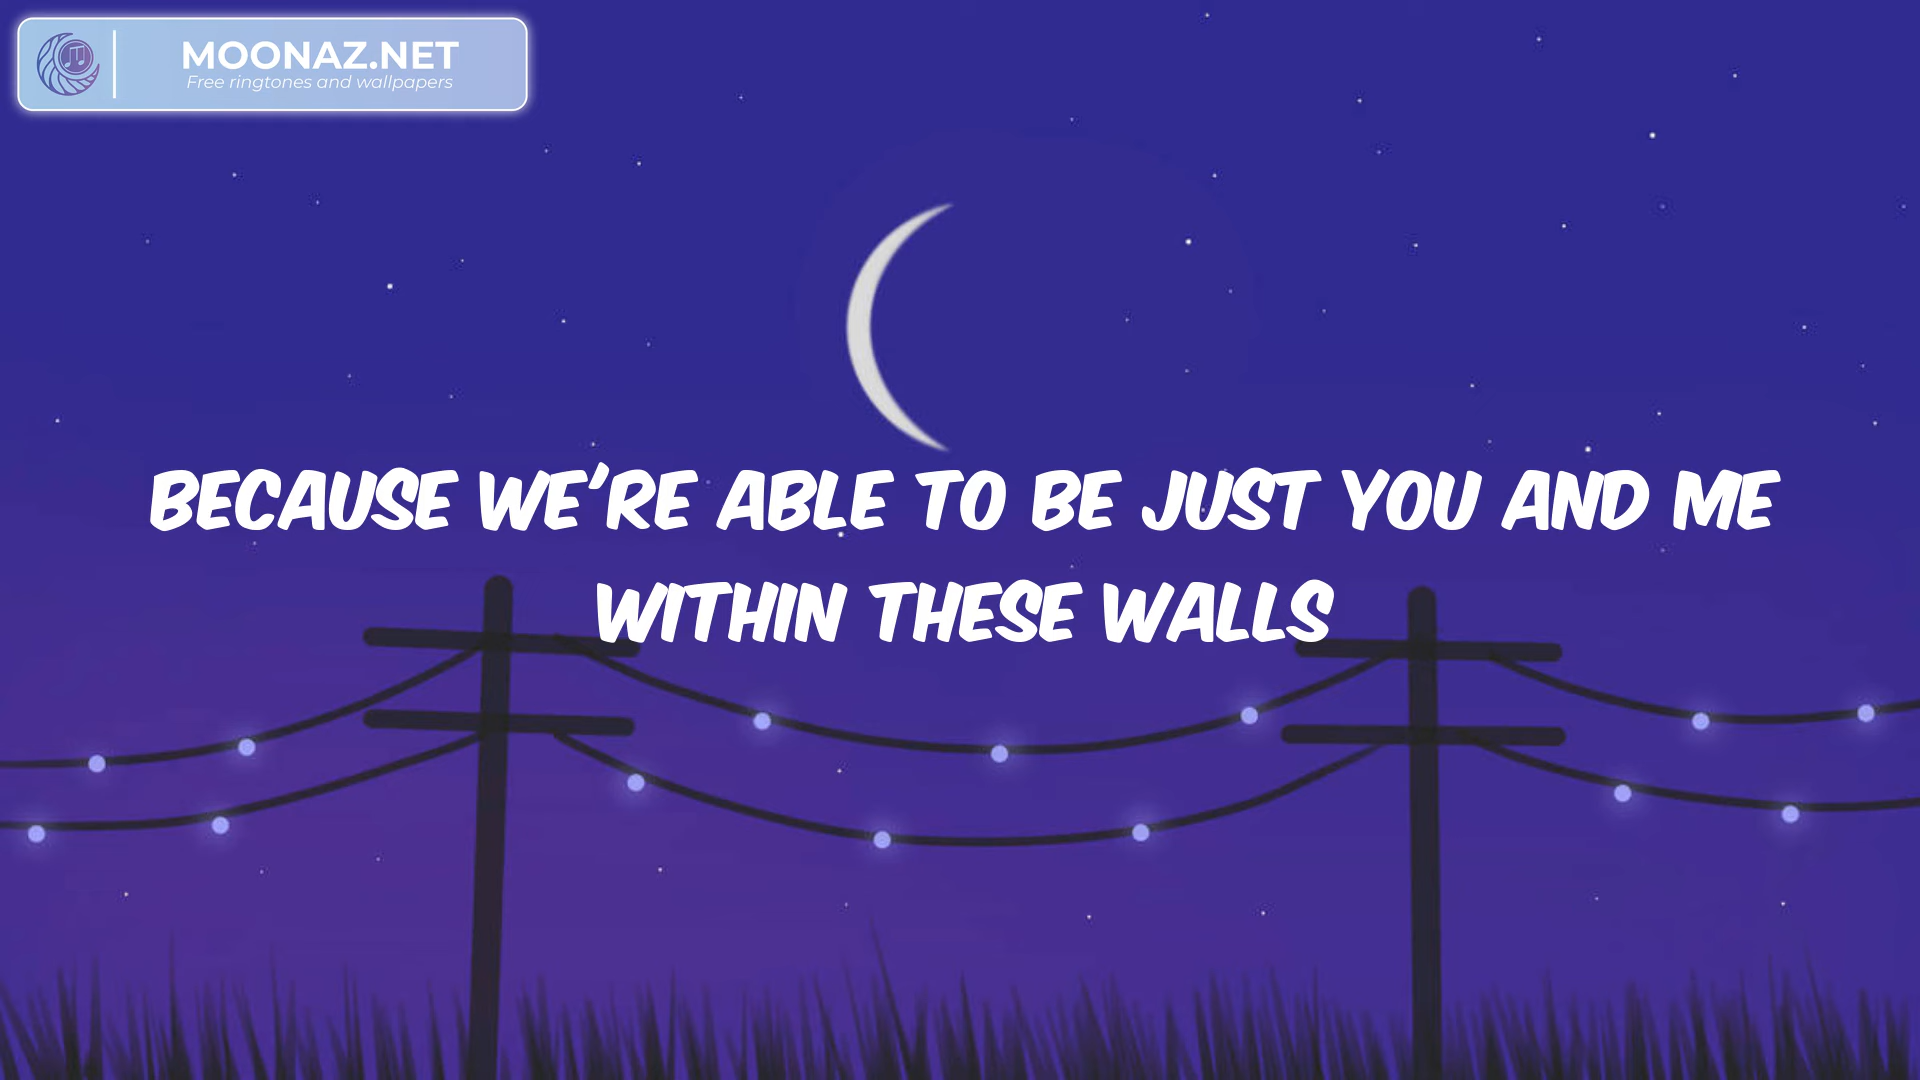 MOONAZ.NET
Free ringtones and wallpapers
BECAUSE WE'RE ABLE TO BE JUST YOU AND ME
WITHIN THESE WALLS